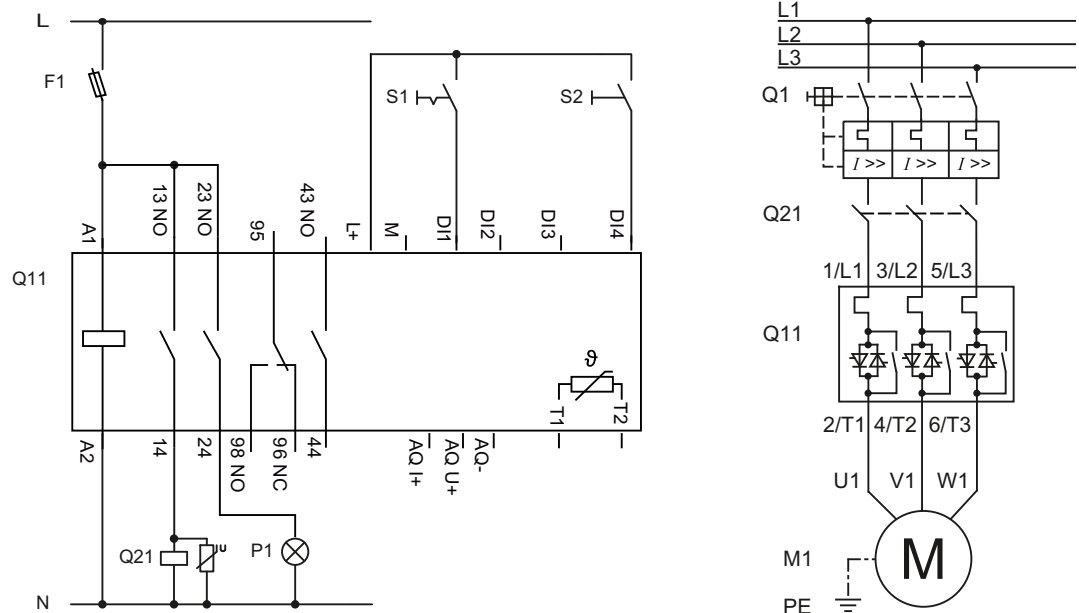 L
F1
S1
S2
13 NO
23 NO
43 NO
A1
95
L+
M
DI1
DI2
DI3
DI4
Q11
ϑ
T1
T2
A2
14
24
98 NO
96 NC
44
AQ I+
AQ U+
AQ-
Q21
U
P1
N
L1
L2
L3
Q1
I >>
I >>
I >>
Q21
1/L1
3/L2
5/L3
Q11
2/T1
4/T2
6/T3
U1
V1
W1
M
M1
PE